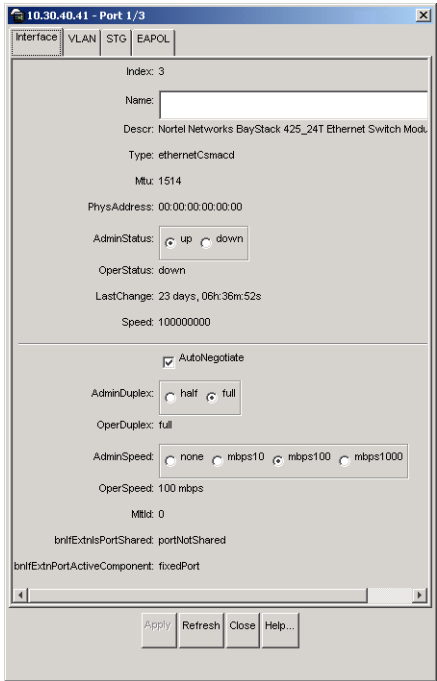 10.30.40.41 - Port 1/3
Interface VLAN STG EAPOL
Index: 3
Name:
Descr: Nortel Networks BayStack 425_24T Ethernet Switch Modu
Type: ethernetCsmacd
Mtu: 1514
PhysAddress: 00:00:00:00:00:00
AdminStatus: up down
OperStatus: down
LastChange: 23 days, 06h:36m:52s
Speed: 100000000
AutoNegotiate
AdminDuplex: half full
OperDuplex: full
AdminSpeed: none mbps10 mbps100 mbps1000
OperSpeed: 100 mbps
MltId: 0
bnIfExtnIsPortShared: portNotShared
bnIfExtnPortActiveComponent: fixedPort
Apply Refresh Close Help...